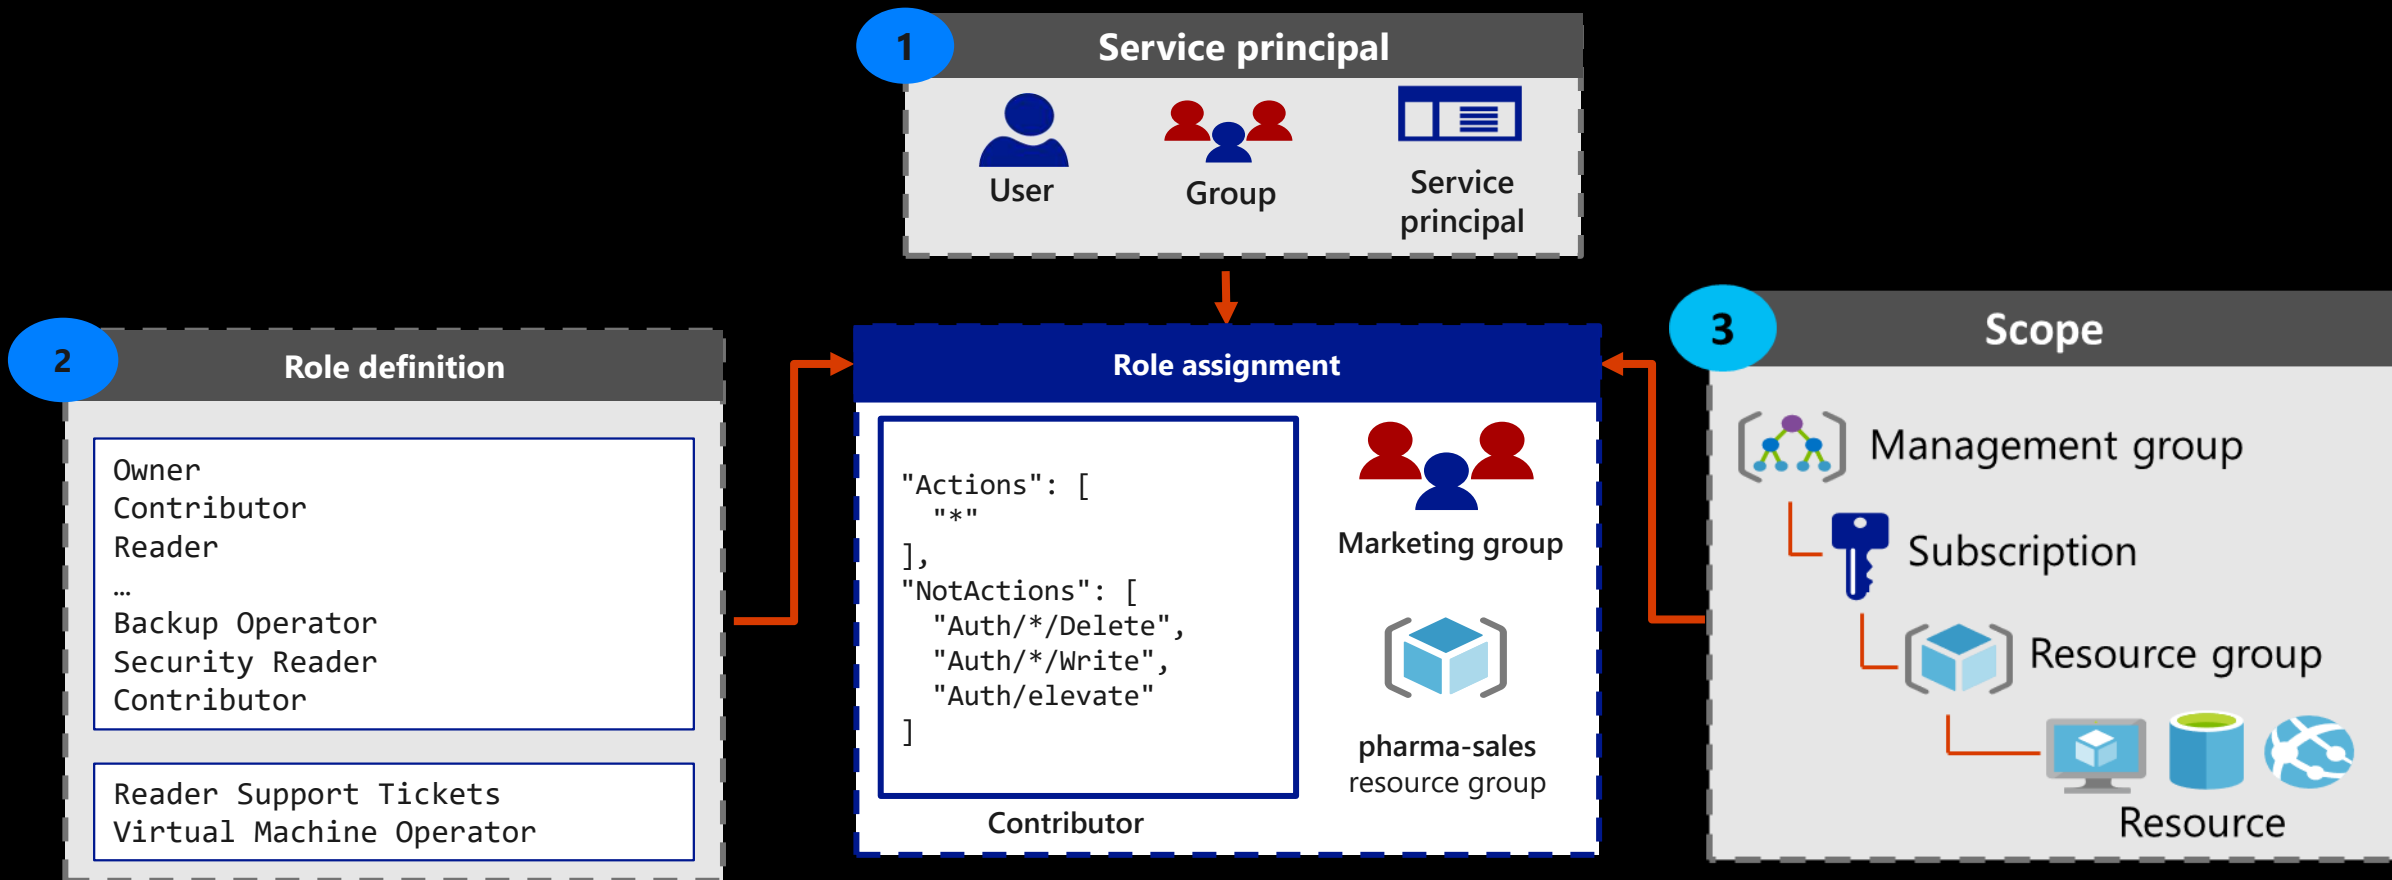 1
Service principal
User
Group
Service
principal
2
Role definition
Owner
Contributor
Reader
…
Backup Operator
Security Reader
Contributor
Reader Support Tickets
Virtual Machine Operator
Role assignment
"Actions": [
"*"
],
"NotActions": [
"Auth/*/Delete",
"Auth/*/Write",
"Auth/elevate"
]
Contributor
Marketing group
pharma-sales
resource group
3
Scope
Management group
Subscription
Resource group
Resource